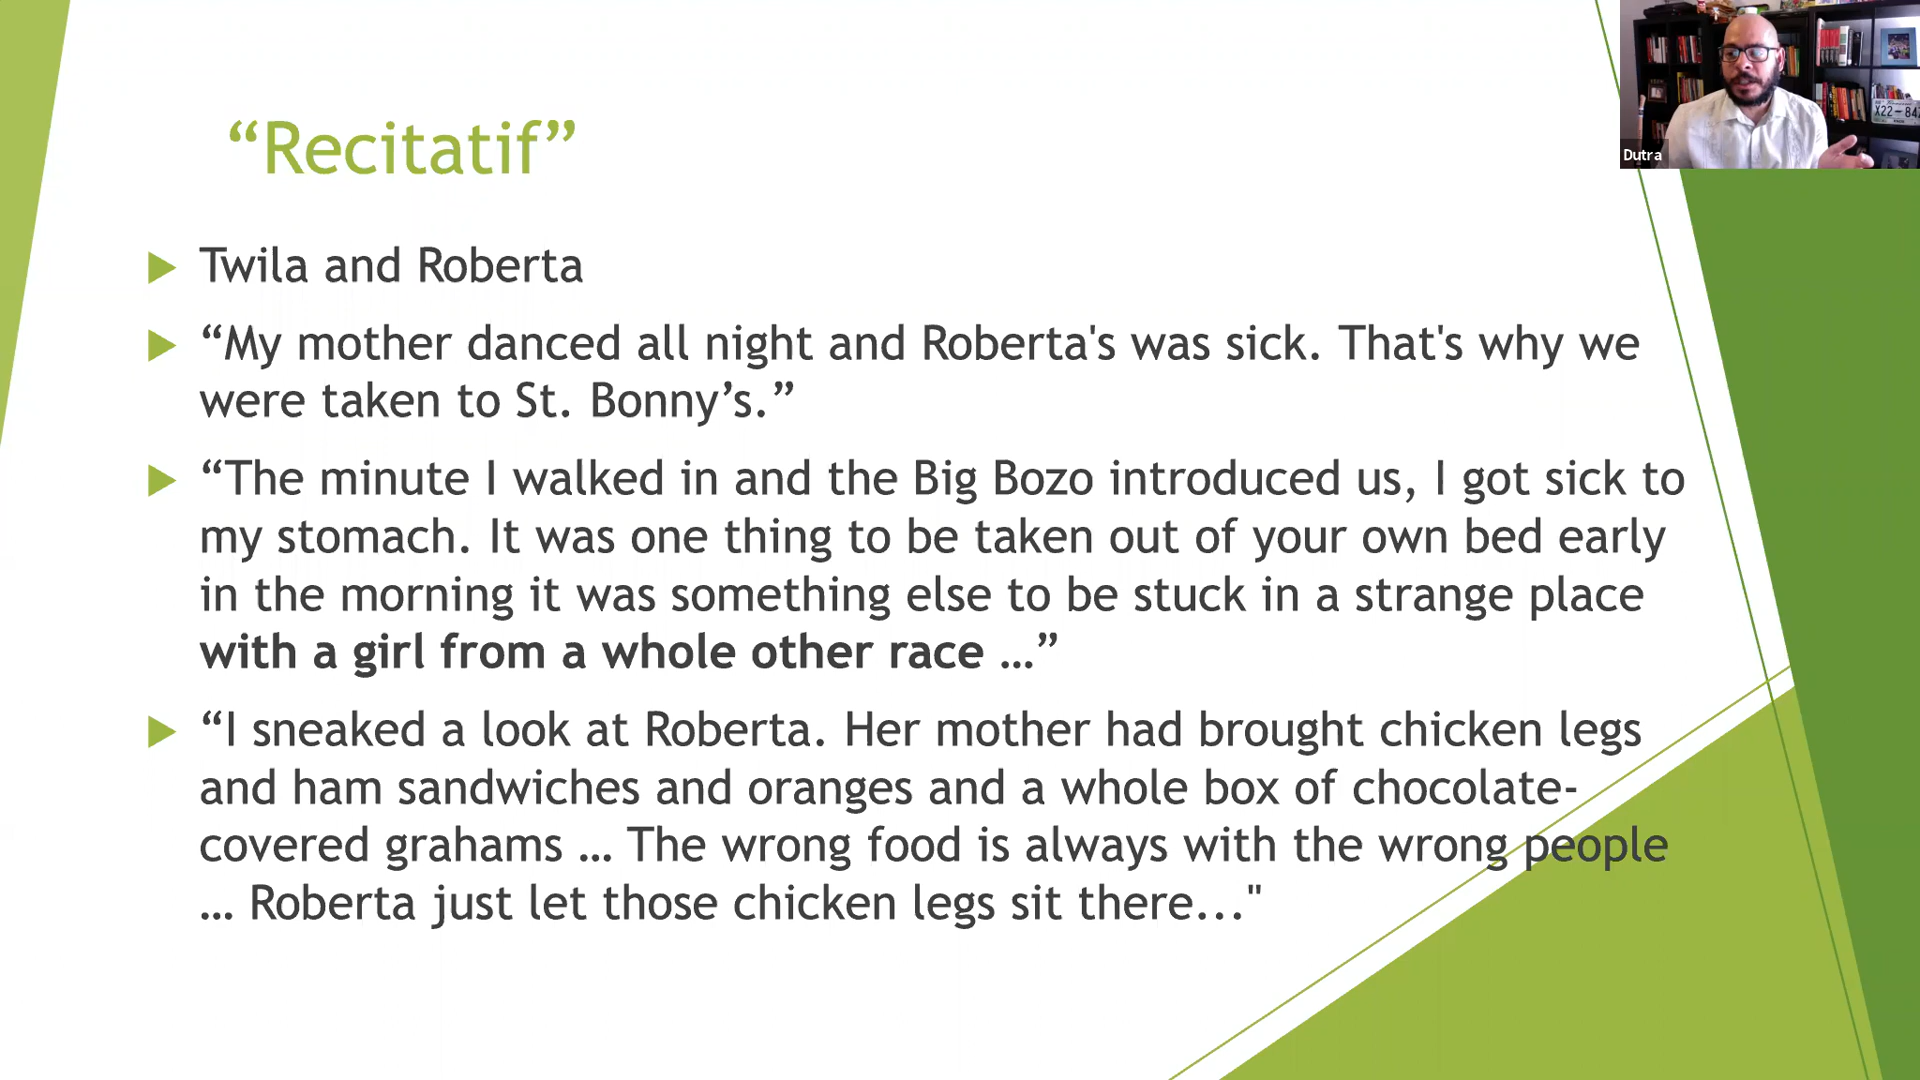 “Recitatif”
Twila and Roberta
“My mother danced all night and Roberta's was sick. That's why we
were taken to St. Bonny’s.”
“The minute I walked in and the Big Bozo introduced us, I got sick to
my stomach. It was one thing to be taken out of your own bed early
in the morning it was something else to be stuck in a strange place
with a girl from a whole other race …”
“I sneaked a look at Roberta. Her mother had brought chicken legs
and ham sandwiches and oranges and a whole box of chocolate-
covered grahams … The wrong food is always with the wrong people
… Roberta just let those chicken legs sit there..."
Dutra